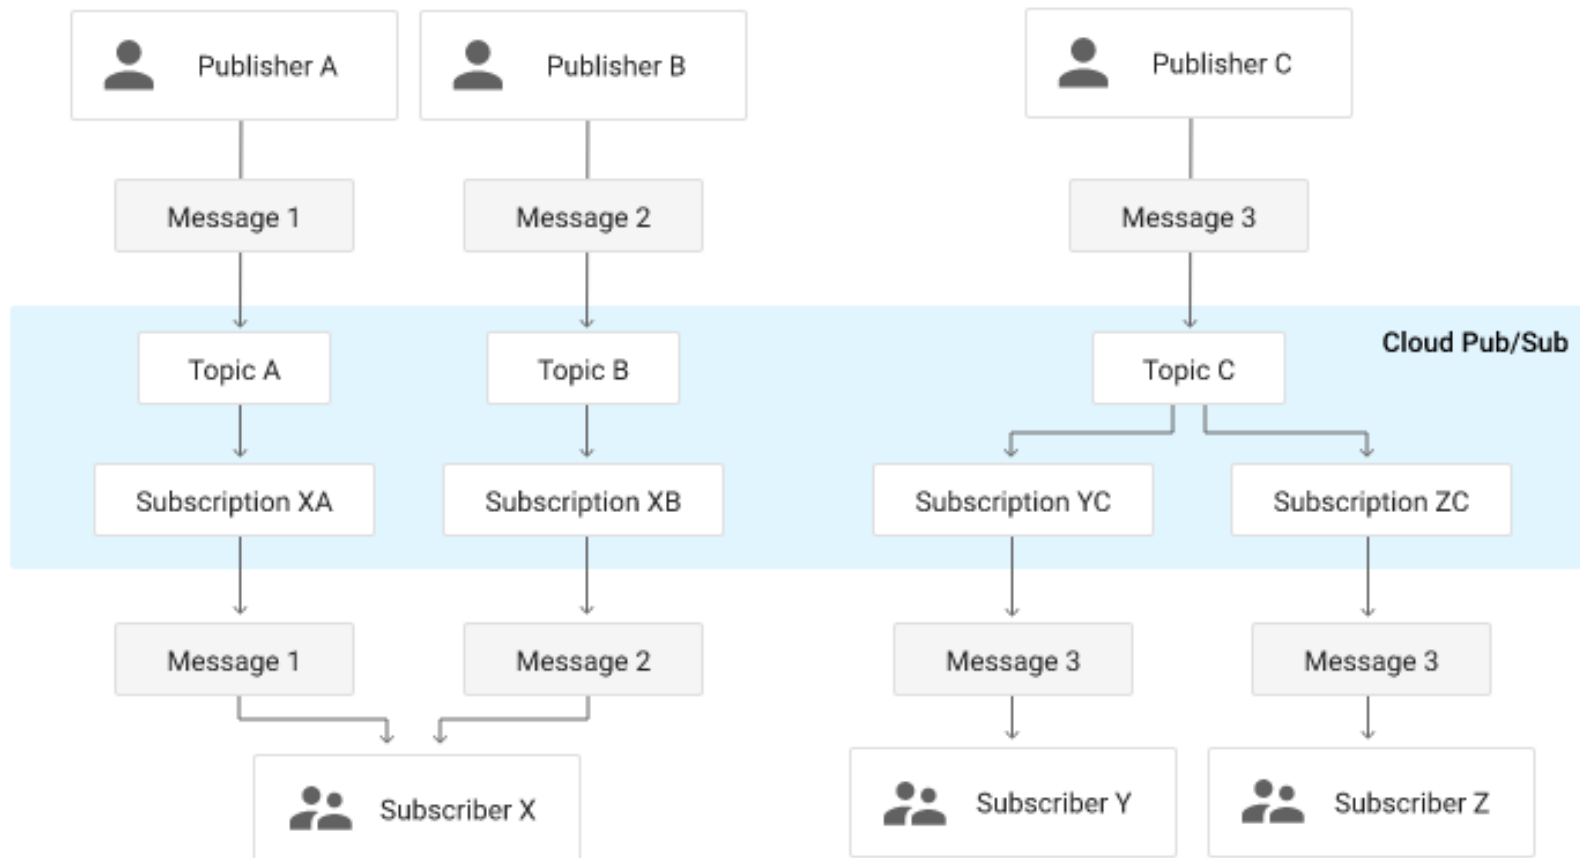 Publisher A
Publisher B
Publisher C
Message 1
Message 2
Message 3
Cloud Pub/Sub
Topic A
Topic B
Topic C
Subscription XA
Subscription XB
Subscription YC
Subscription ZC
Message 1
Message 2
Message 3
Message 3
Subscriber X
Subscriber Y
Subscriber Z